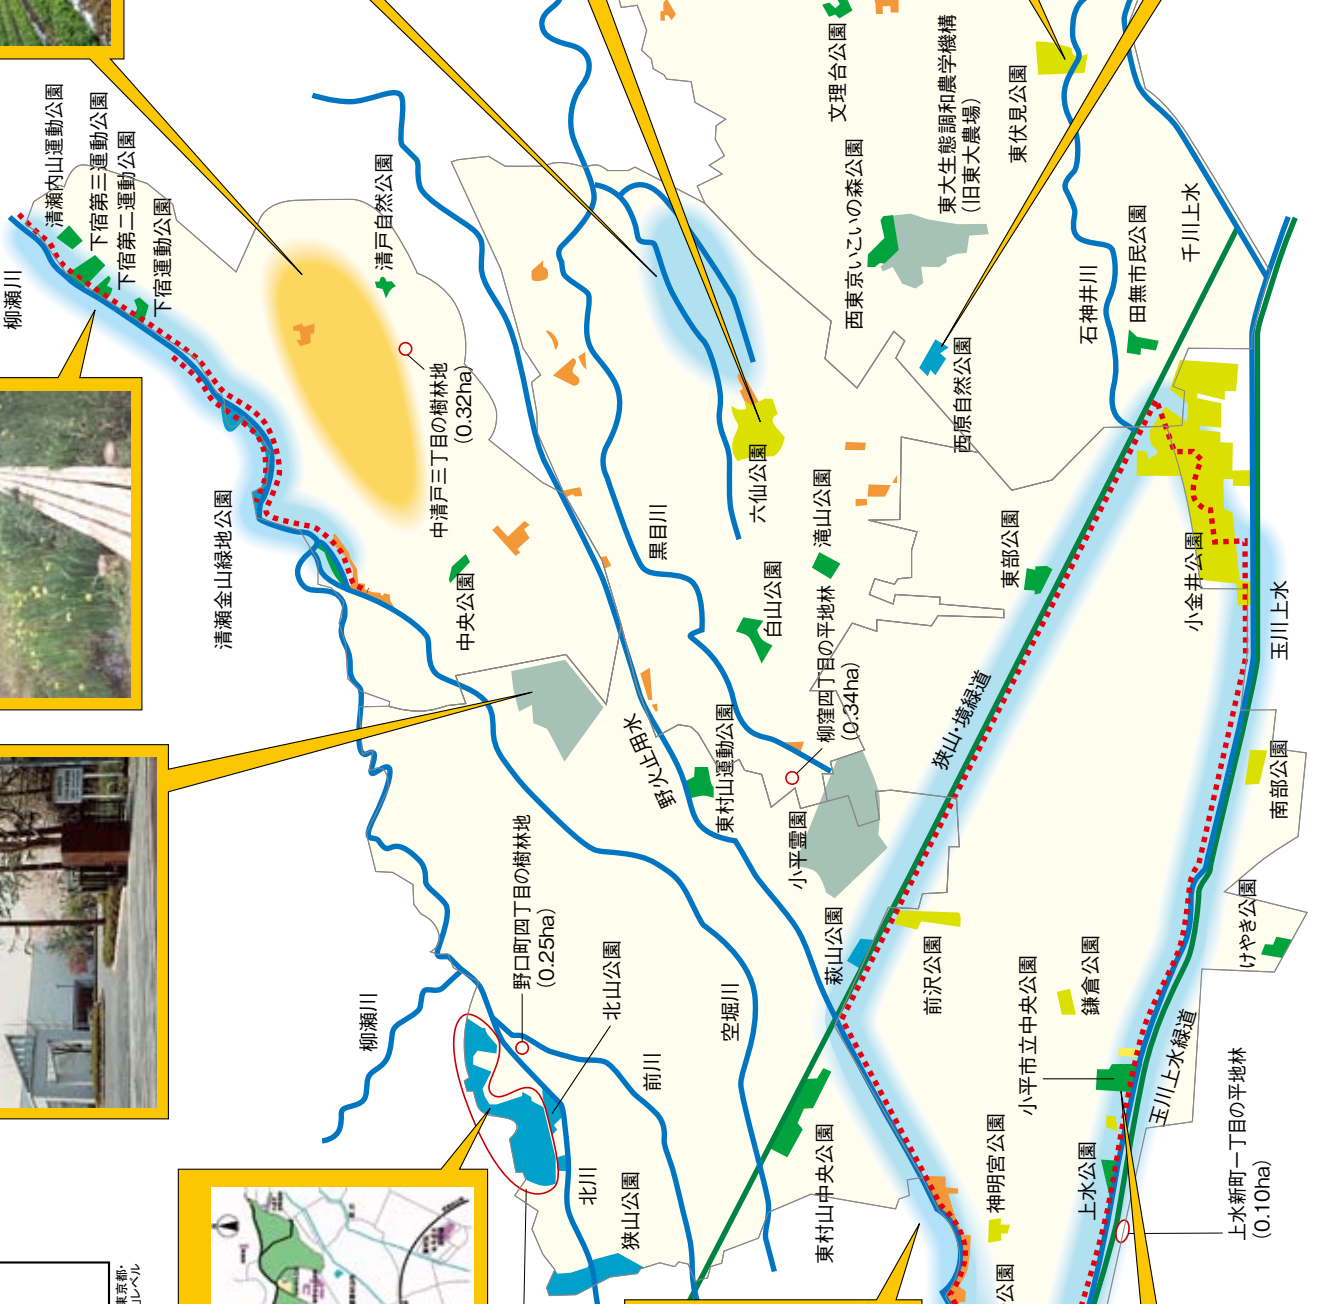 柳瀬川
清瀬内山運動公園
下宿第三運動公園
下宿第二運動公園
下宿運動公園
清戸自然公園
中清戸三丁目の樹林地
(0.32ha)
清瀬金山緑地公園
中央公園
文理台公園
東大生態調和農学機構
(旧東大農場)
東伏見公園
西東京いこいの森公園
西原自然公園
石神井川
田無市民公園
千川上水
六仙公園
黒目川
滝山公園
白山公園
柳窪四丁目の平地林
(0.34ha)
東部公園
小金井公園
玉川上水
狭山・境緑道
野火止用水
東村山運動公園
小平霊園
萩山公園
前沢公園
南部公園
けやき公園
小平市立中央公園
鎌倉公園
玉川上水緑道
野口町四丁目の樹林地
(0.25ha)
北山公園
柳瀬川
空堀川
前川
北川
狭山公園
東村山中央公園
神明宮公園
上水公園
上水新町一丁目の平地林
(0.10ha)
公園
東京都・
レベル